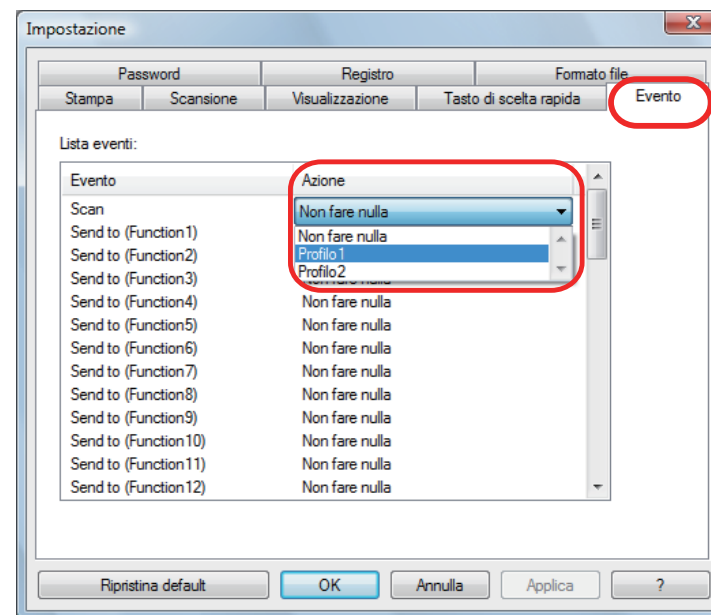 Impostazione
X
Password Registro Formato file
Stampa Scansione Visualizzazione Tasto di scelta rapida Evento
Lista eventi:
Evento Azione
Scan Non fare nulla
Send to (Function1) Non fare nulla
Send to (Function2) Profilo1
Send to (Function3) Profilo2
Send to (Function4) Non fare nulla
Send to (Function5) Non fare nulla
Send to (Function6) Non fare nulla
Send to (Function7) Non fare nulla
Send to (Function8) Non fare nulla
Send to (Function9) Non fare nulla
Send to (Function10) Non fare nulla
Send to (Function11) Non fare nulla
Send to (Function12) Non fare nulla
Ripristina default OK Annulla Applica ?